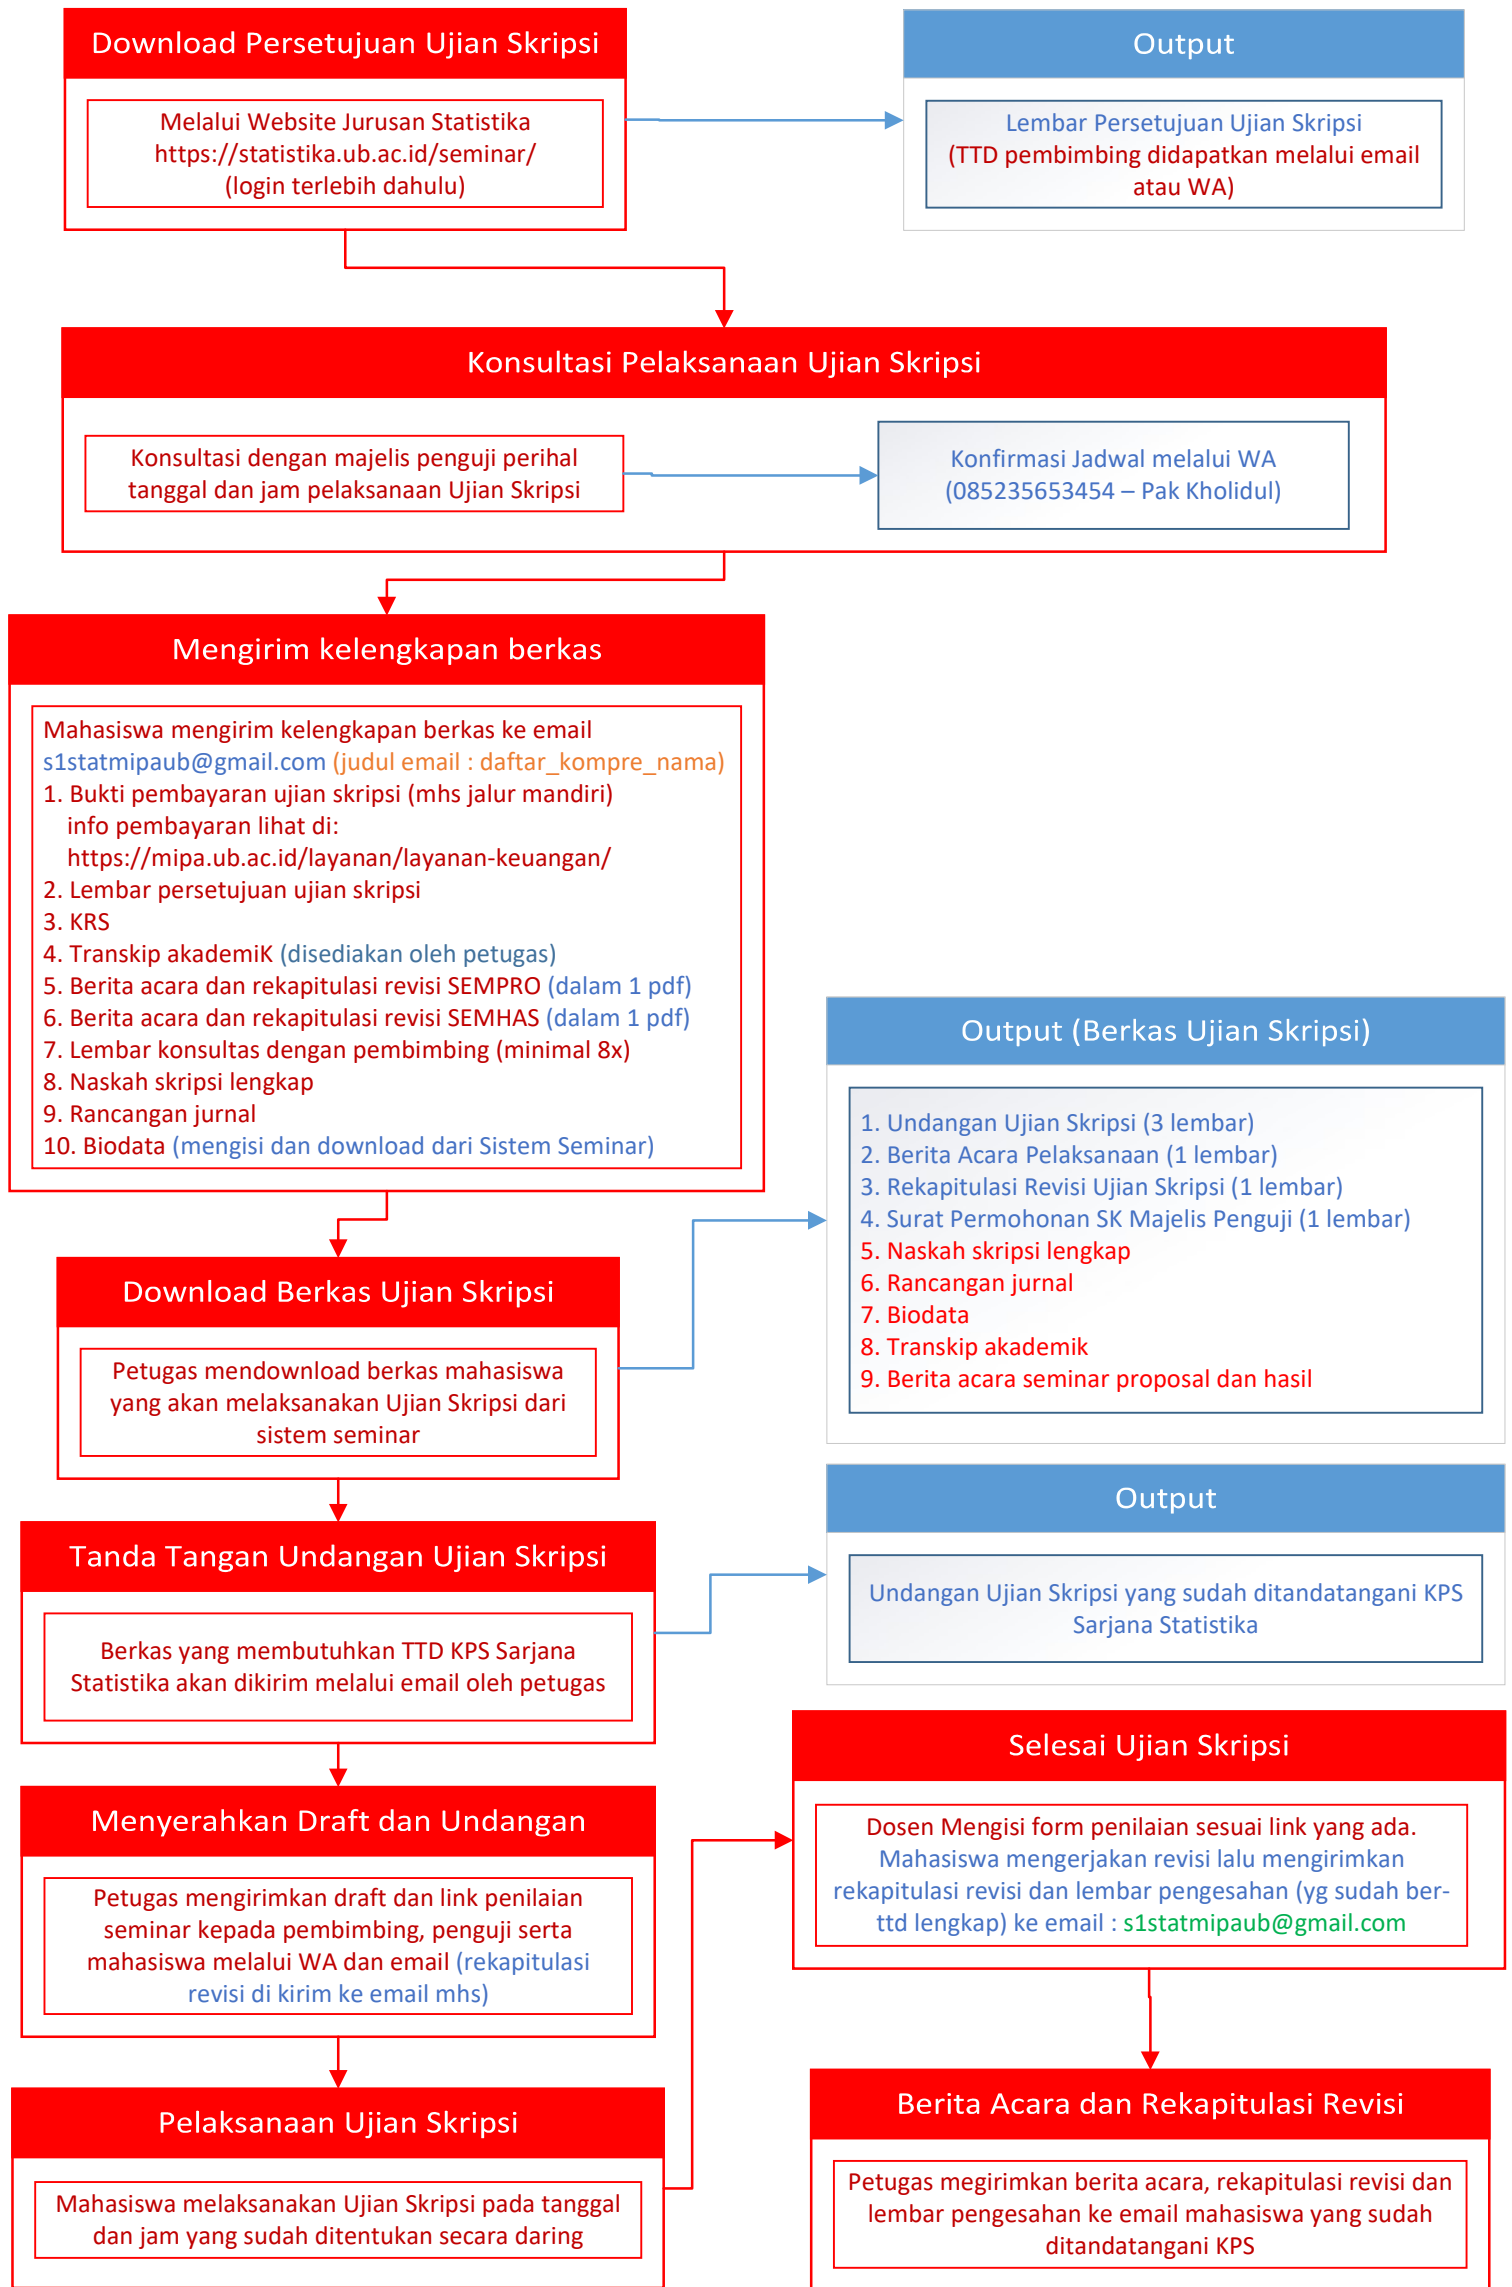 Download Persetujuan Ujian Skripsi
Melalui Website Jurusan Statistika
https://statistika.ub.ac.id/seminar/
(login terlebih dahulu)
Output
Lembar Persetujuan Ujian Skripsi
(TTD pembimbing didapatkan melalui email
atau WA)
Konsultasi Pelaksanaan Ujian Skripsi
Konsultasi dengan majelis penguji perihal
tanggal dan jam pelaksanaan Ujian Skripsi
Konfirmasi Jadwal melalui WA
(085235653454 – Pak Kholidul)
Mengirim kelengkapan berkas
Mahasiswa mengirim kelengkapan berkas ke email
s1statmipaub@gmail.com (judul email : daftar_kompre_nama)
1. Bukti pembayaran ujian skripsi (mhs jalur mandiri)
info pembayaran lihat di:
https://mipa.ub.ac.id/layanan/layanan-keuangan/
2. Lembar persetujuan ujian skripsi
3. KRS
4. Transkip akademiK (disediakan oleh petugas)
5. Berita acara dan rekapitulasi revisi SEMPRO (dalam 1 pdf)
6. Berita acara dan rekapitulasi revisi SEMHAS (dalam 1 pdf)
7. Lembar konsultas dengan pembimbing (minimal 8x)
8. Naskah skripsi lengkap
9. Rancangan jurnal
10. Biodata (mengisi dan download dari Sistem Seminar)
Output (Berkas Ujian Skripsi)
1. Undangan Ujian Skripsi (3 lembar)
2. Berita Acara Pelaksanaan (1 lembar)
3. Rekapitulasi Revisi Ujian Skripsi (1 lembar)
4. Surat Permohonan SK Majelis Penguji (1 lembar)
5. Naskah skripsi lengkap
6. Rancangan jurnal
7. Biodata
8. Transkip akademik
9. Berita acara seminar proposal dan hasil
Download Berkas Ujian Skripsi
Petugas mendownload berkas mahasiswa
yang akan melaksanakan Ujian Skripsi dari
sistem seminar
Output
Undangan Ujian Skripsi yang sudah ditandatangani KPS
Sarjana Statistika
Tanda Tangan Undangan Ujian Skripsi
Berkas yang membutuhkan TTD KPS Sarjana
Statistika akan dikirim melalui email oleh petugas
Menyerahkan Draft dan Undangan
Petugas mengirimkan draft dan link penilaian
seminar kepada pembimbing, penguji serta
mahasiswa melalui WA dan email (rekapitulasi
revisi di kirim ke email mhs)
Pelaksanaan Ujian Skripsi
Mahasiswa melaksanakan Ujian Skripsi pada tanggal
dan jam yang sudah ditentukan secara daring
Selesai Ujian Skripsi
Dosen Mengisi form penilaian sesuai link yang ada.
Mahasiswa mengerjakan revisi lalu mengirimkan
rekapitulasi revisi dan lembar pengesahan (yg sudah ber-
ttd lengkap) ke email : s1statmipaub@gmail.com
Berita Acara dan Rekapitulasi Revisi
Petugas megirimkan berita acara, rekapitulasi revisi dan
lembar pengesahan ke email mahasiswa yang sudah
ditandatangani KPS